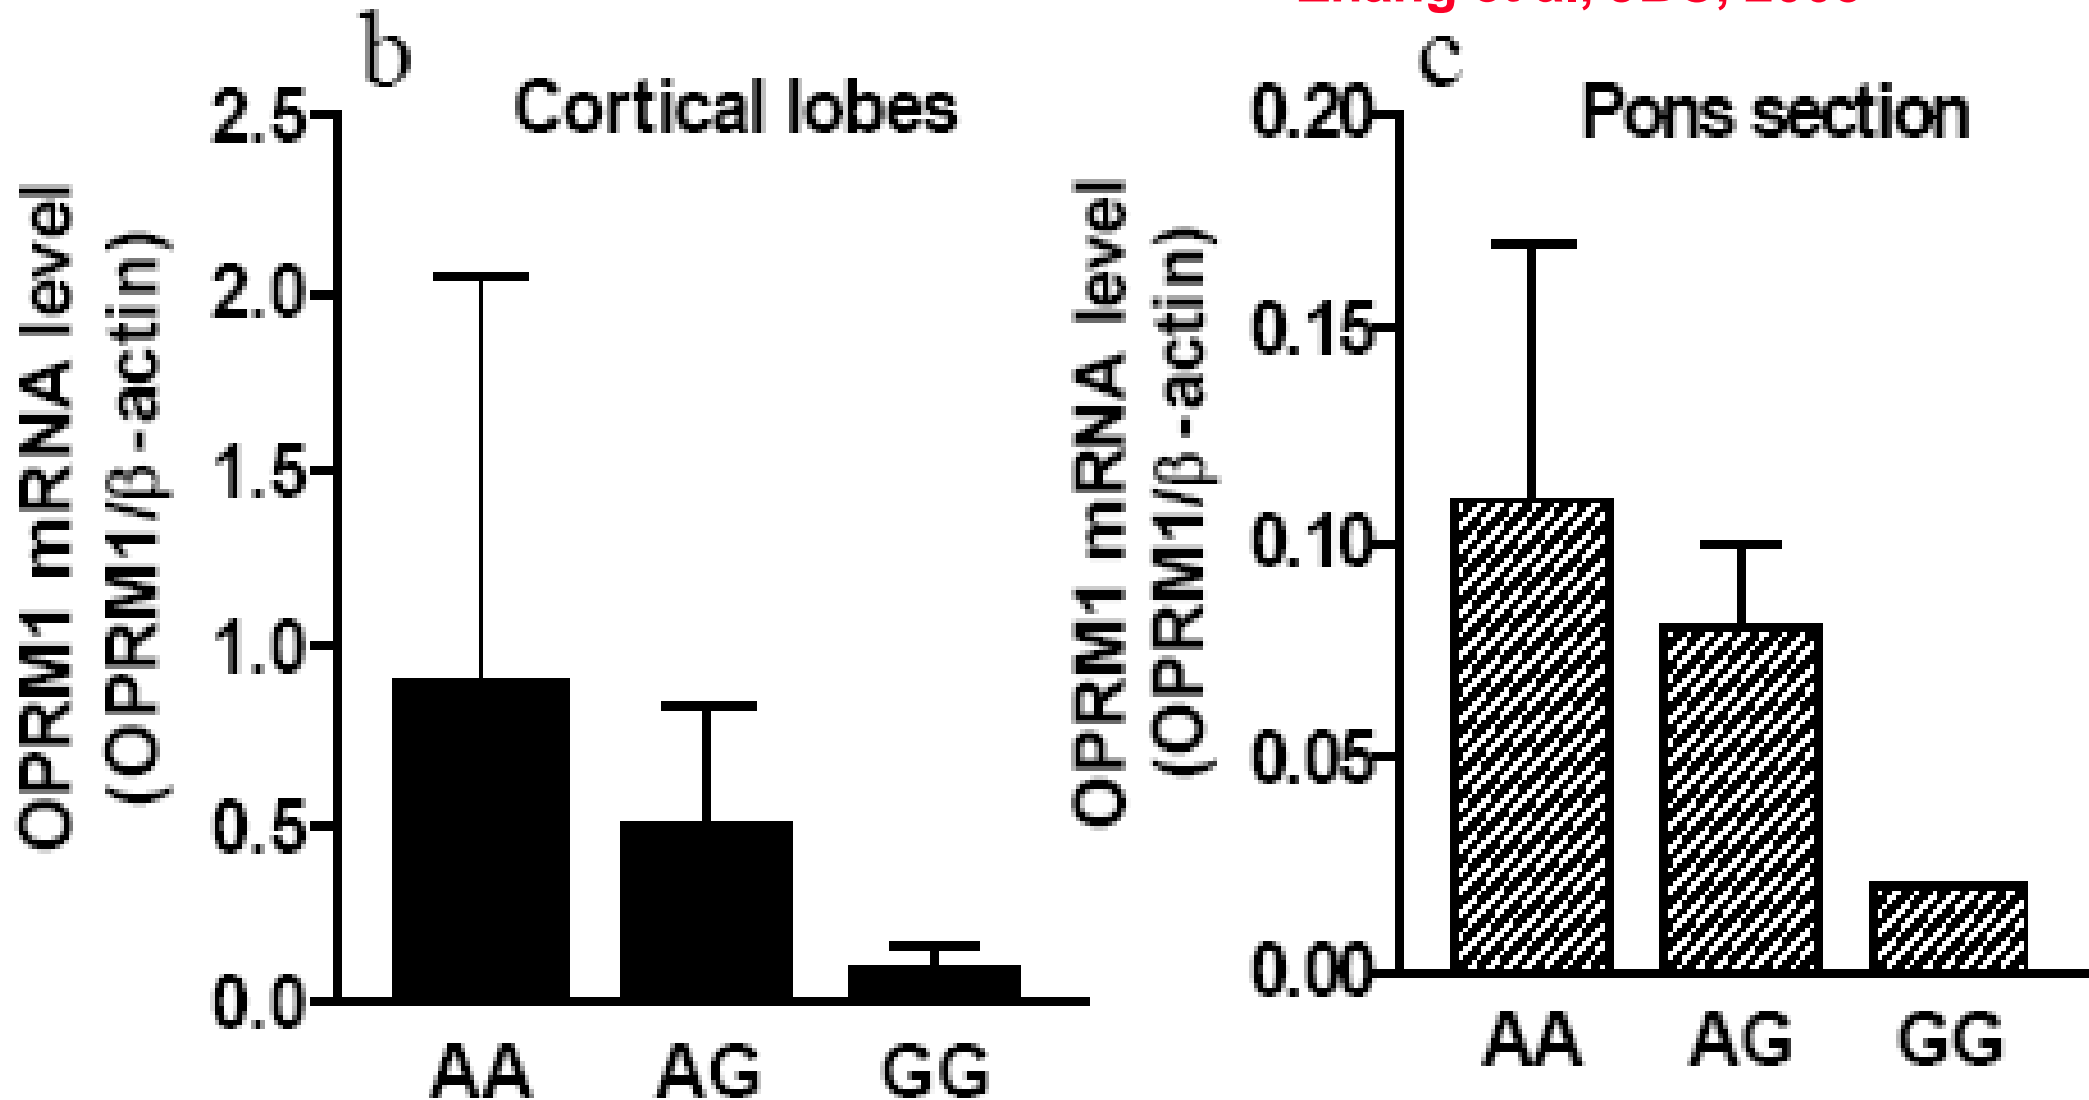 b
Cortical lobes
OPRM1 mRNA level
(OPRM1/β-actin)
2.5
2.0
1.5
1.0
0.5
0.0
AA AG GG
c
Pons section
OPRM1 mRNA level
(OPRM1/β-actin)
0.20
0.15
0.10
0.05
0.00
AA AG GG